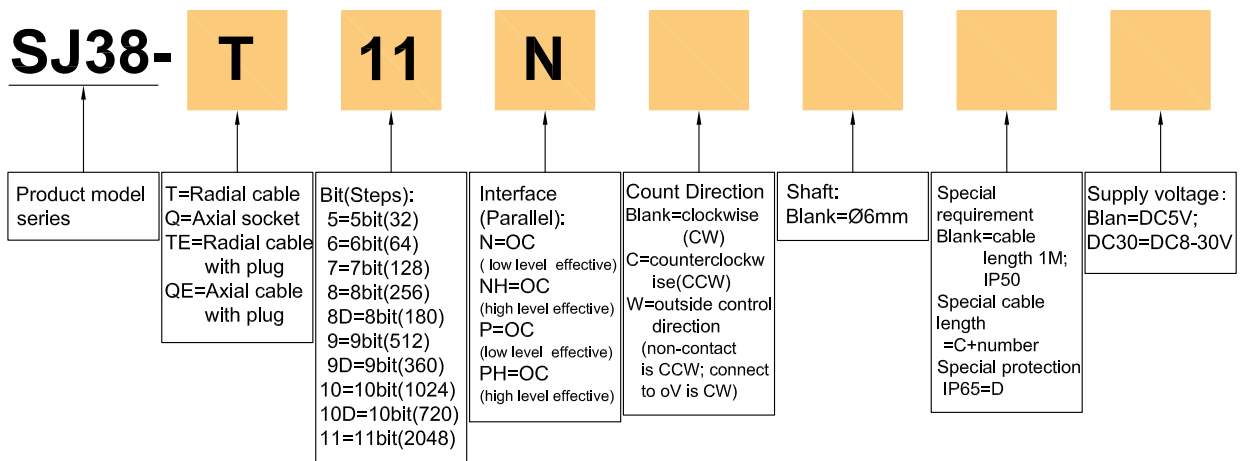 SJ38- T 11 N
Product model
series
T=Radial cable
Q=Axial socket
TE=Radial cable
with plug
QE=Axial cable
with plug
Bit(Steps):
5=5bit(32)
6=6bit(64)
7=7bit(128)
8=8bit(256)
8D=8bit(180)
9=9bit(512)
9D=9bit(360)
10=10bit(1024)
10D=10bit(720)
11=11bit(2048)
Interface
(Parallel):
N=OC
( low level effective)
NH=OC
(high level effective)
P=OC
(low level effective)
PH=OC
(high level effective)
Count Direction
Blank=clockwise
(CW)
C=counterclockw
ise(CCW)
W=outside control
direction
(non-contact
is CCW; connect
to oV is CW)
Shaft:
Blank=Ø6mm
Special
requirement
Blank=cable
length 1M;
IP50
Special cable
length
=C+number
Special protection
IP65=D
Supply voltage:
Blan=DC5V;
DC30=DC8-30V